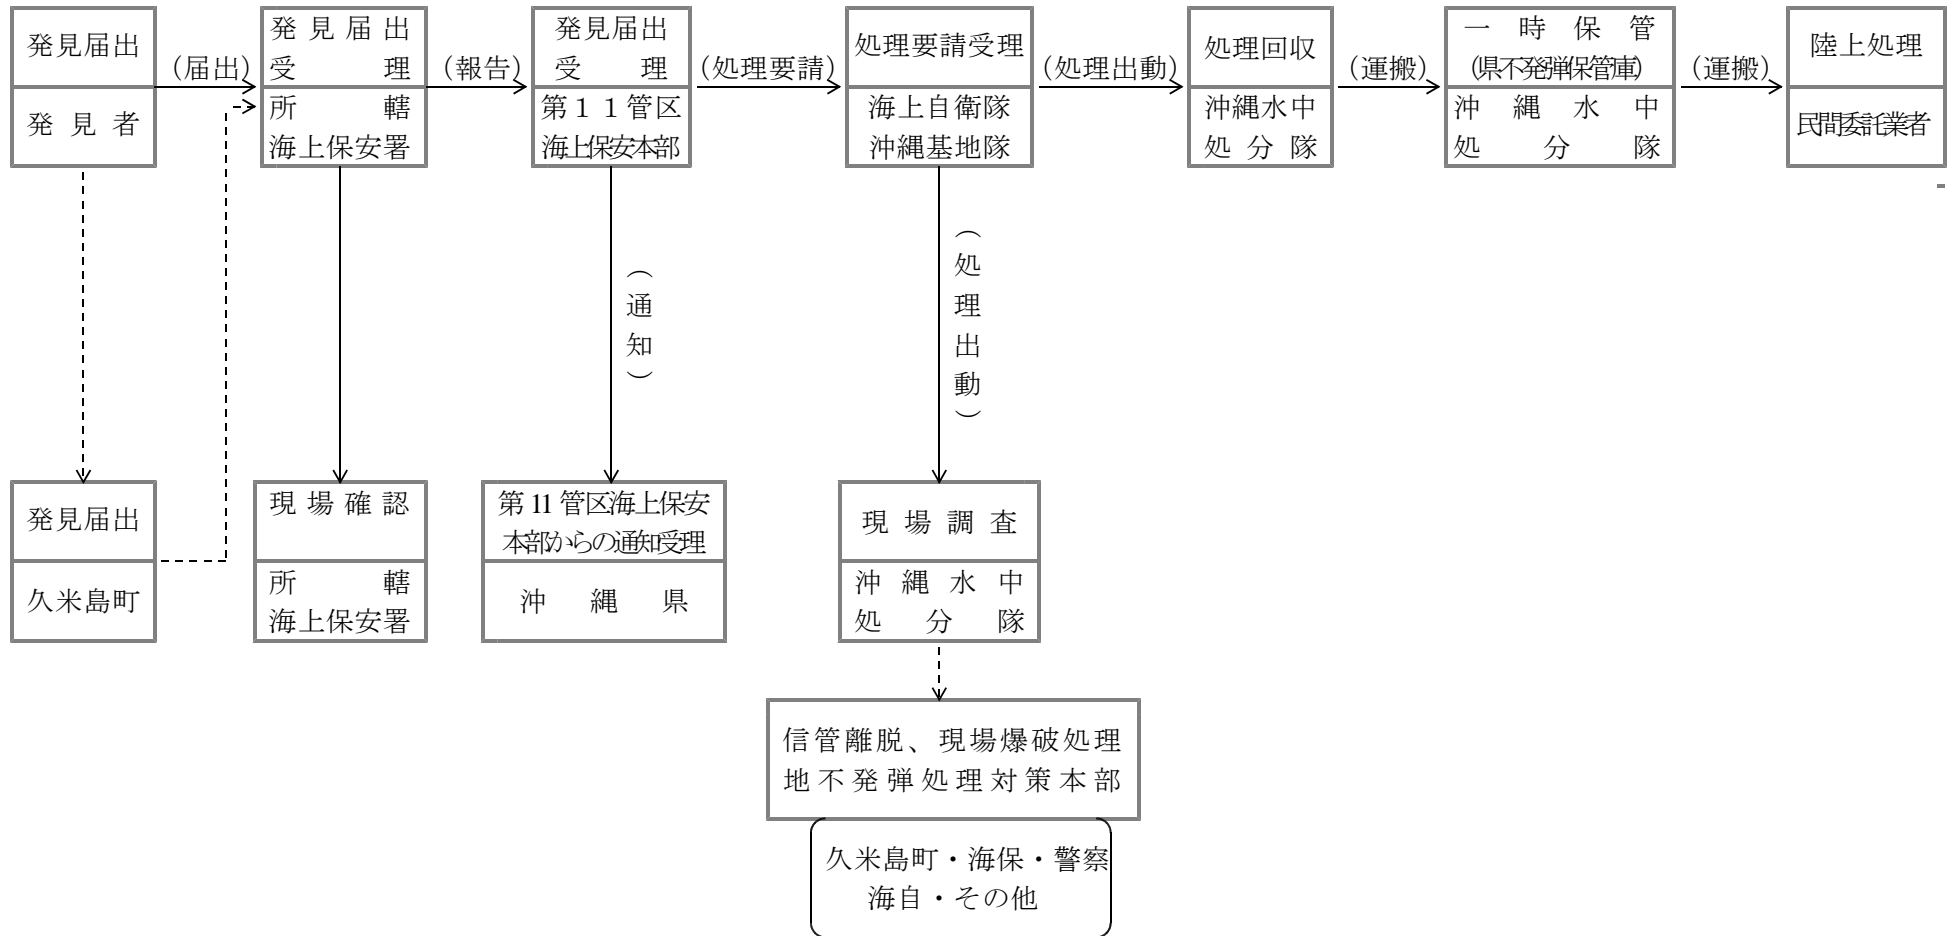 発見届出
発見者
(届出)
発見届出
受理
所轄
海上保安署
(報告)
発見届出
受理
第１１管区
海上保安本部
(処理要請)
処理要請受理
海上自衛隊
沖縄基地隊
(処理出動)
処理回収
沖縄水中
処分隊
(運搬)
一時保管
(県不発弾保管庫)
沖縄水中
処分隊
(運搬)
陸上処理
民間委託業者
(通知)
(処理出動)
発見届出
久米島町
現場確認
所轄
海上保安署
第11管区海上保安
本部からの通知受理
沖縄県
現場調査
沖縄水中
処分隊
信管離脱、現場爆破処理
地不発弾処理対策本部
久米島町・海保・警察
海自・その他